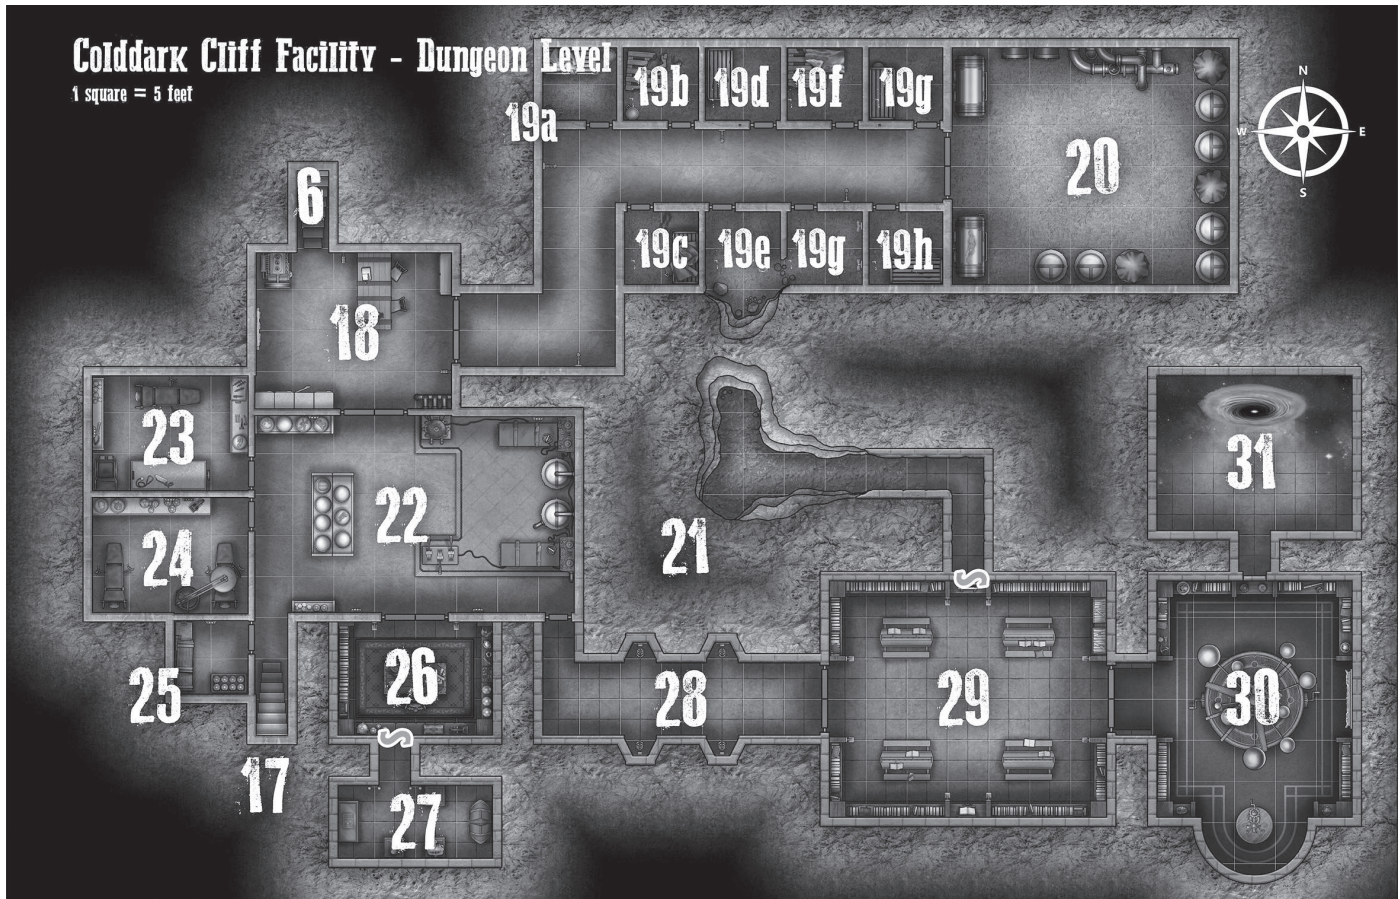 Colddark Cliff Facility - Dungeon Level
1 square = 5 feet
19b 19d 19f 19g
19a
N
W E
S
20
6
19c 19e 19g 19h
18
23
31
22
24
21
S
25
26
28
29
30
S
17
27